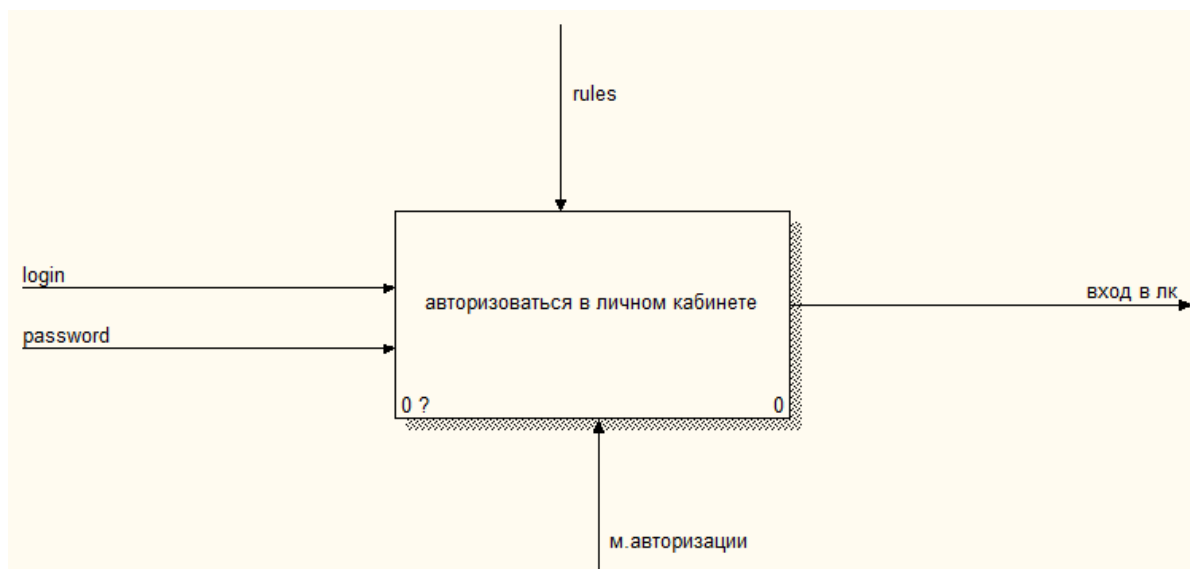 rules
login
авторизоваться в личном кабинете
вход в лк
password
0 ?
0
м.авторизации